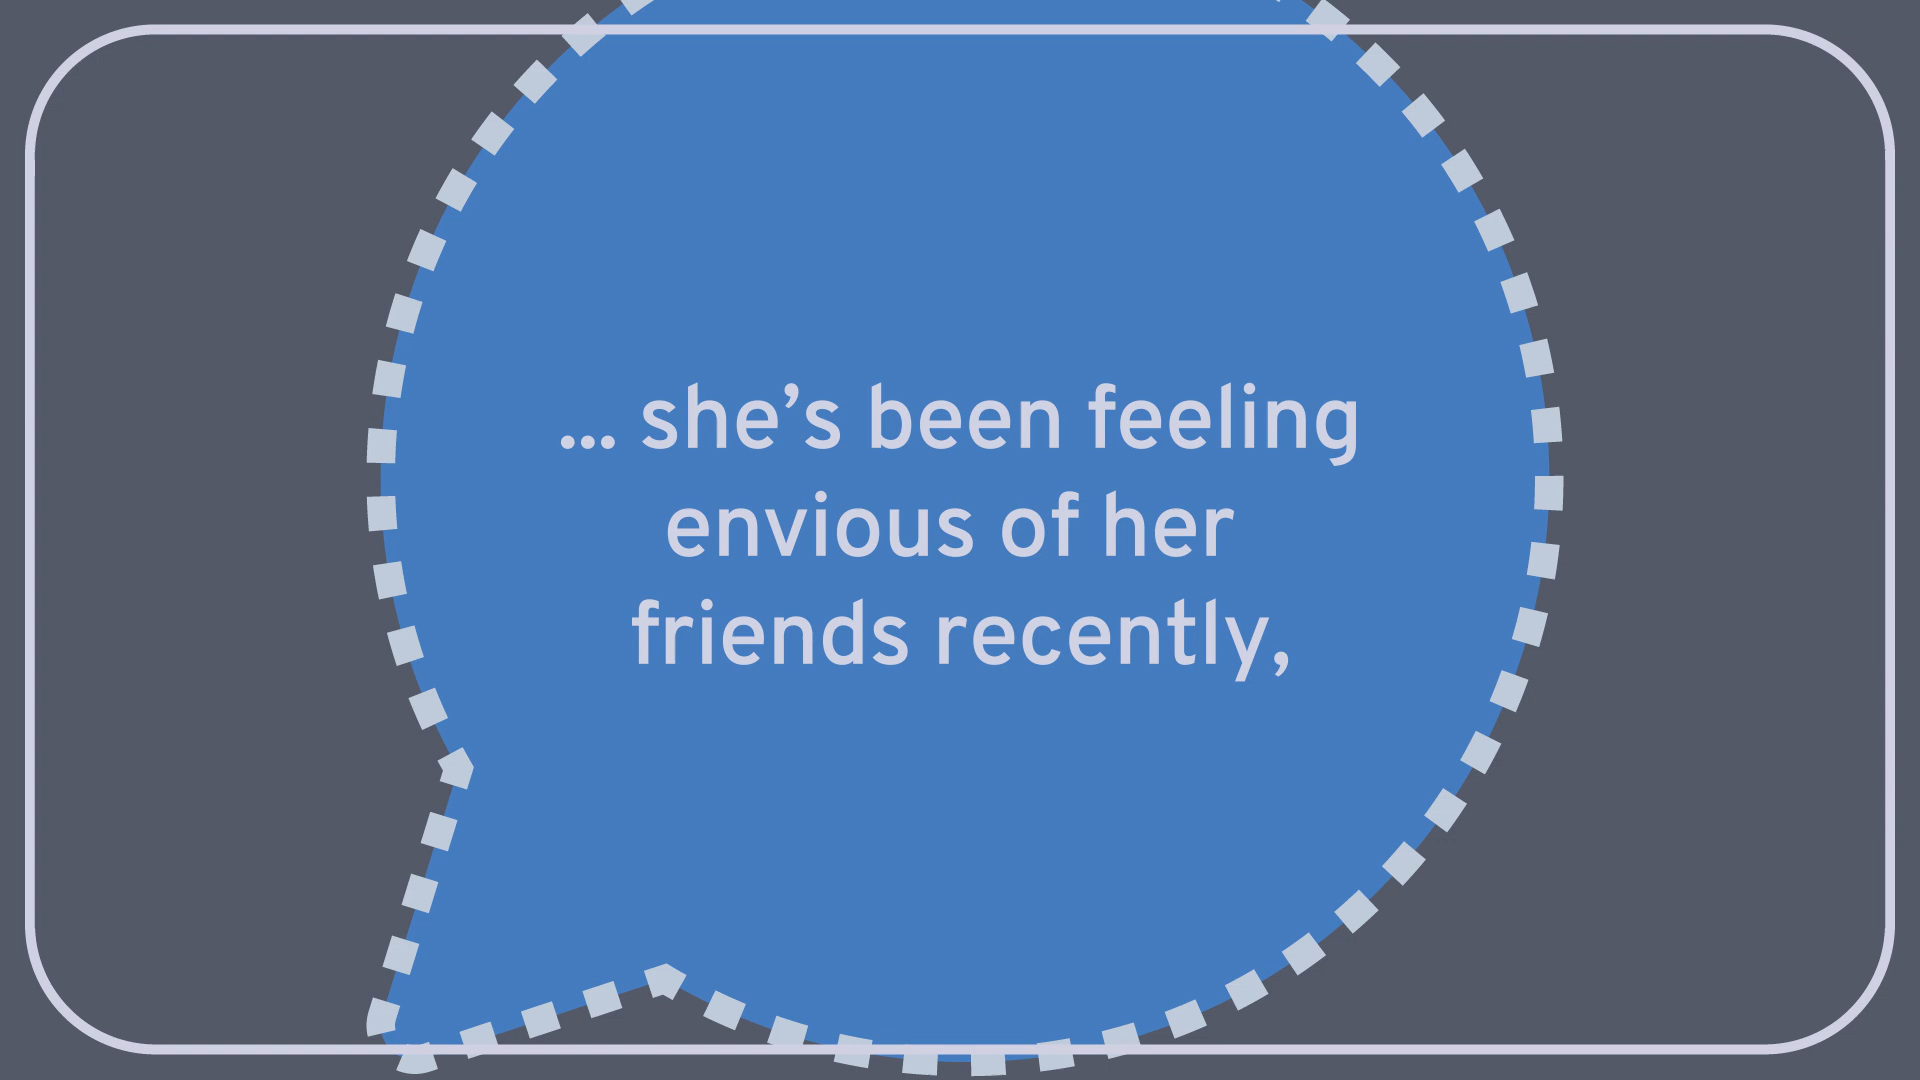 ... she’s been feeling
envious of her
friends recently,